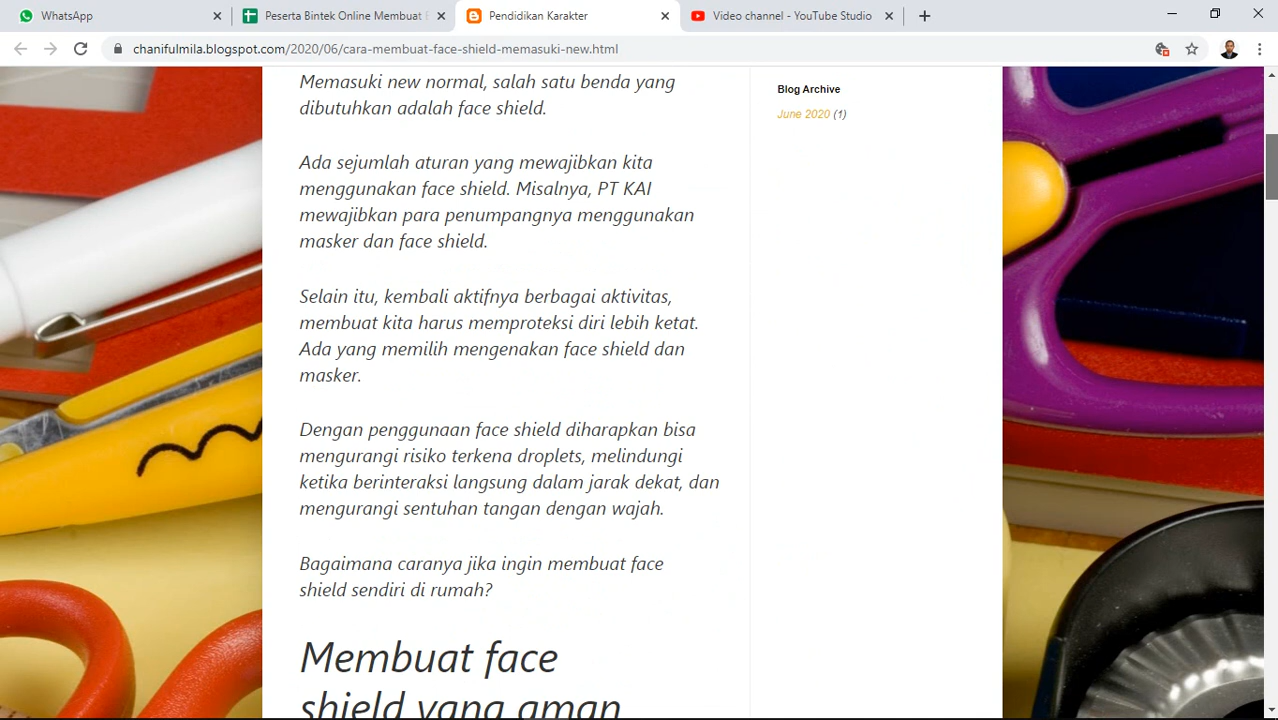 WhatsApp
Peserta Bintek Online Membuat
Pendidikan Karakter
Video channel - YouTube Studio
chanifulmila.blogspot.com/2020/06/cara-membuat-face-shield-memasuki-new.html
Memasuki new normal, salah satu benda yang
dibutuhkan adalah face shield.
Ada sejumlah aturan yang mewajibkan kita
menggunakan face shield. Misalnya, PT KAI
mewajibkan para penumpangnya menggunakan
masker dan face shield.
Selain itu, kembali aktifnya berbagai aktivitas,
membuat kita harus memproteksi diri lebih ketat.
Ada yang memilih mengenakan face shield dan
masker.
Dengan penggunaan face shield diharapkan bisa
mengurangi risiko terkena droplets, melindungi
ketika berinteraksi langsung dalam jarak dekat, dan
mengurangi sentuhan tangan dengan wajah.
Bagaimana caranya jika ingin membuat face
shield sendiri di rumah?
Membuat face
shield yang aman
Blog Archive
June 2020 (1)